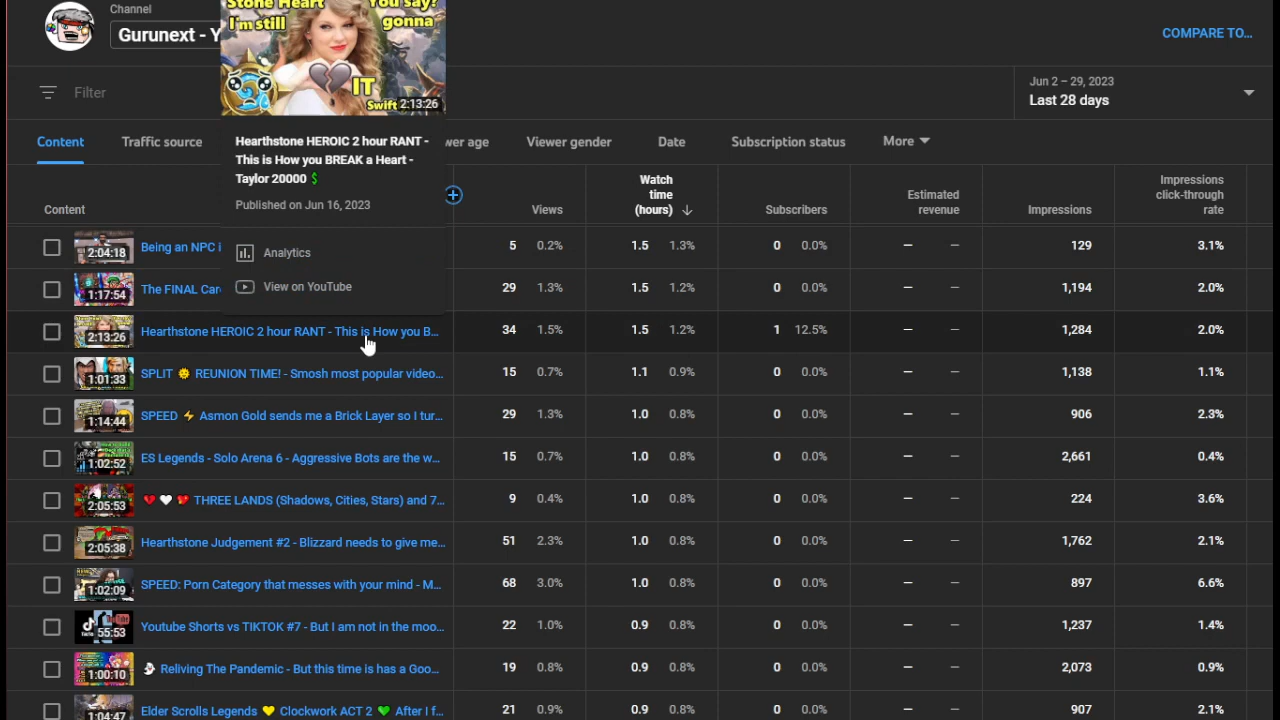 Channel
Gurunext - Y
Stone Heart You say?
I'm still gonna
IT
Swift 2:13:26
COMPARE TO...
Filter
Jun 2 – 29, 2023
Last 28 days
Hearthstone HEROIC 2 hour RANT -
This is How you BREAK a Heart -
Taylor 20000 💲
Published on Jun 16, 2023
Analytics
View on YouTube
Content Traffic source wer age Viewer gender Date Subscription status More
Content Views Watch time (hours) Subscribers Estimated revenue Impressions Impressions click-through rate
2:04:18 Being an NPC i 5 0.2% 1.5 1.3% 0 0.0% — — 129 3.1%
1:17:54 The FINAL Car 29 1.3% 1.5 1.2% 0 0.0% — — 1,194 2.0%
2:13:26 Hearthstone HEROIC 2 hour RANT - This is How you B... 34 1.5% 1.5 1.2% 1 12.5% — — 1,284 2.0%
1:01:33 SPLIT 🌞 REUNION TIME! - Smosh most popular video... 15 0.7% 1.1 0.9% 0 0.0% — — 1,138 1.1%
1:14:44 SPEED ⚡ Asmon Gold sends me a Brick Layer so I tur... 29 1.3% 1.0 0.8% 0 0.0% — — 906 2.3%
1:02:52 ES Legends - Solo Arena 6 - Aggressive Bots are the w... 15 0.7% 1.0 0.8% 0 0.0% — — 2,661 0.4%
2:05:53 THREE LANDS (Shadows, Cities, Stars) and 7... 9 0.4% 1.0 0.8% 0 0.0% — — 224 3.6%
2:05:38 Hearthstone Judgement #2 - Blizzard needs to give me... 51 2.3% 1.0 0.8% 0 0.0% — — 1,762 2.1%
1:02:09 SPEED: Porn Category that messes with your mind - M... 68 3.0% 1.0 0.8% 0 0.0% — — 897 6.6%
55:53 Youtube Shorts vs TIKTOK #7 - But I am not in the moo... 22 1.0% 0.9 0.8% 0 0.0% — — 1,237 1.4%
1:00:10 Reliving The Pandemic - But this time is has a Goo... 19 0.8% 0.9 0.8% 0 0.0% — — 2,073 0.9%
1:04:47 Elder Scrolls Legends 💛 Clockwork ACT 2 💚 After I f... 21 0.9% 0.9 0.8% 0 0.0% — — 907 2.1%